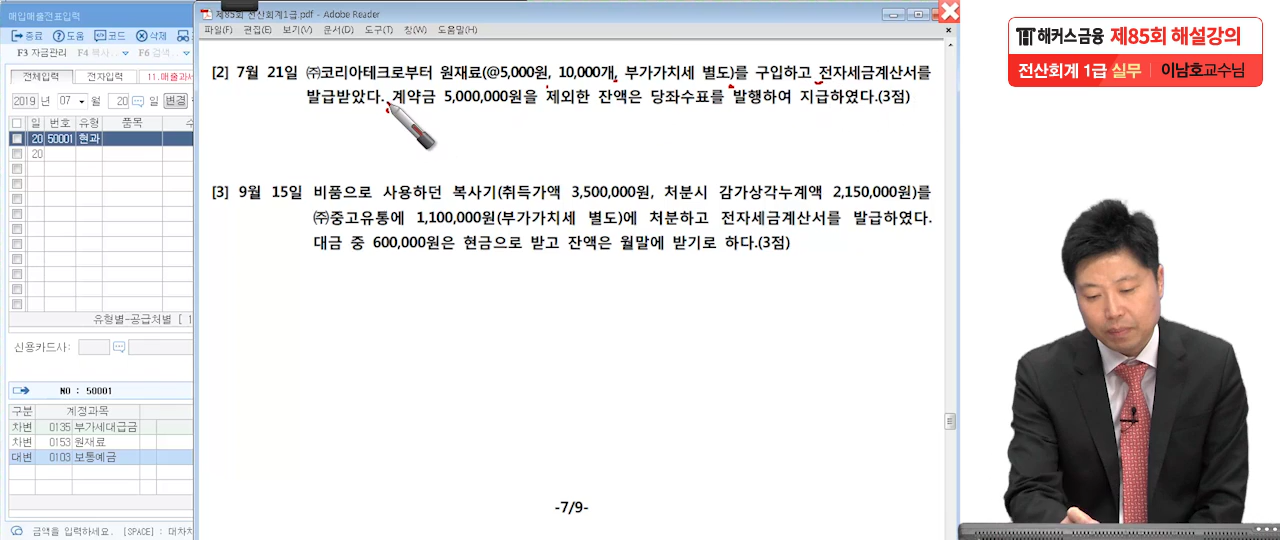 매입매출전표입력
제85회 전산회계1급.pdf - Adobe Reader
종료 도움 코드 삭제
파일(F) 편집(E) 보기(V) 문서(D) 도구(T) 창(W) 도움말(H)
F3 자금관리 F4 복사.. F6 검색..
전체입력 전자입력 11.매출과세
2019 년 07 월 20 일 변경
일 번호 유형 품목 수
20 50001 현과
20
유형별-공급처별 [ 1
신용카드사:
NO : 50001
구분 계정과목
차변 0135 부가세대급금
차변 0153 원재료
대변 0103 보통예금
금액을 입력하세요. [SPACE] : 대차차
[2] 7월 21일 ㈜코리아테크로부터 원재료(@5,000원, 10,000개, 부가가치세 별도)를 구입하고 전자세금계산서를
발급받았다. 계약금 5,000,000원을 제외한 잔액은 당좌수표를 발행하여 지급하였다.(3점)
[3] 9월 15일 비품으로 사용하던 복사기(취득가액 3,500,000원, 처분시 감가상각누계액 2,150,000원)를
㈜중고유통에 1,100,000원(부가가치세 별도)에 처분하고 전자세금계산서를 발급하였다.
대금 중 600,000원은 현금으로 받고 잔액은 월말에 받기로 하다.(3점)
-7/9-
해커스금융 제85회 해설강의
전산회계 1급 실무 이남호교수님